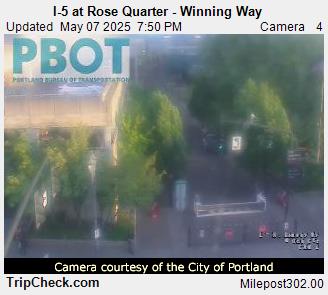 I-5 at Rose Quarter - Winning Way
Updated May 07 2025 7:50 PM Camera 4
PBOT
PORTLAND BUREAU OF TRANSPORTATION
Camera courtesy of the City of Portland
TripCheck.com Milepost302.00